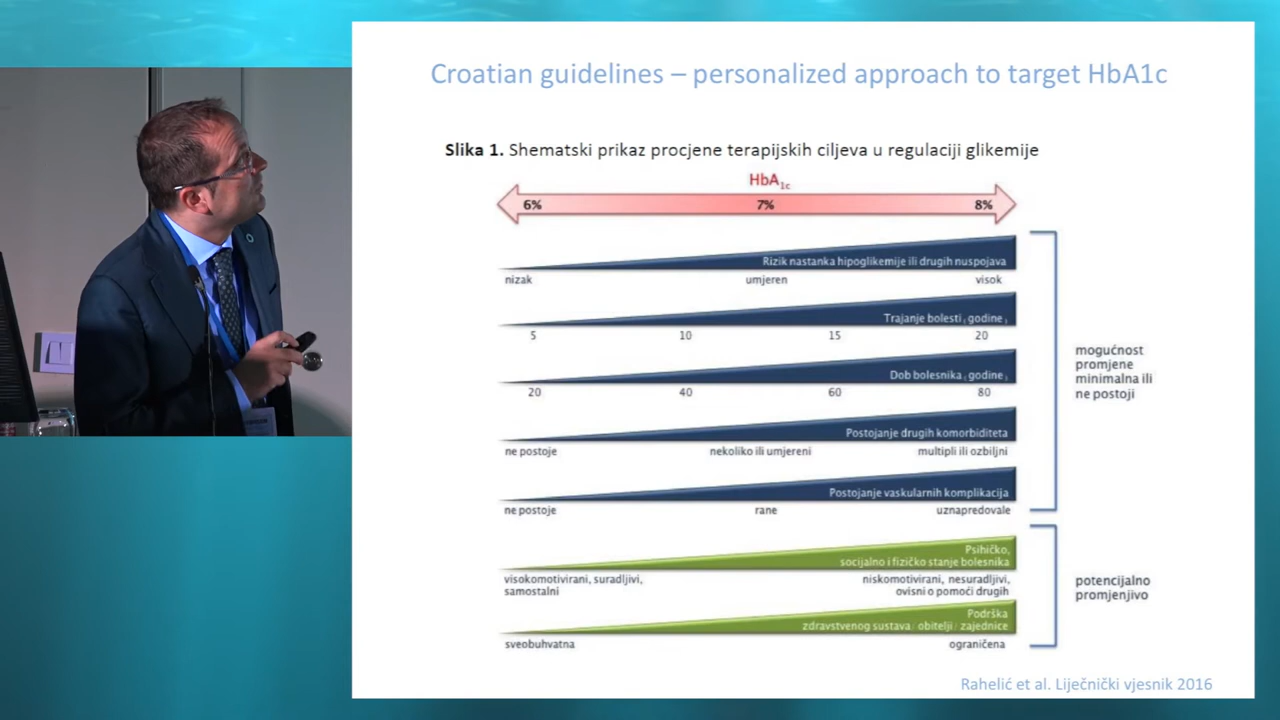 Croatian guidelines – personalized approach to target HbA1c
Slika 1. Shematski prikaz procjene terapijskih ciljeva u regulaciji glikemije
HbA1c
6% 7% 8%
Rizik nastanka hipoglikemije ili drugih nuspojava
nizak umjeren visok
Trajanje bolesti (godine)
5 10 15 20
Dob bolesnika (godine)
20 40 60 80
Postojanje drugih komorbiditeta
ne postoje nekoliko ili umjereni multipli ili ozbiljni
Postojanje vaskularnih komplikacija
ne postoje rane uznapredovale
mogućnost
promjene
minimalna ili
ne postoji
Psihičko,
socijalno i fizičko stanje bolesnika
visokomotivirani, suradljivi,
samostalni
niskomotivirani, nesuradljivi,
ovisni o pomoći drugih
Podrška
zdravstvenog sustava / obitelji / zajednice
sveobuhvatna ograničena
potencijalno
promjenjivo
Rahelić et al. Liječnički vjesnik 2016